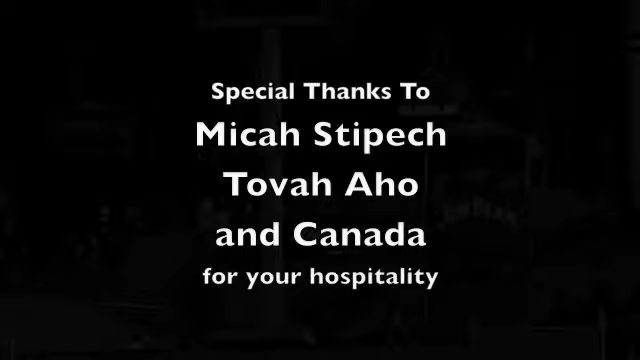 Special Thanks To
Micah Stipech
Tovah Aho
and Canada
for your hospitality